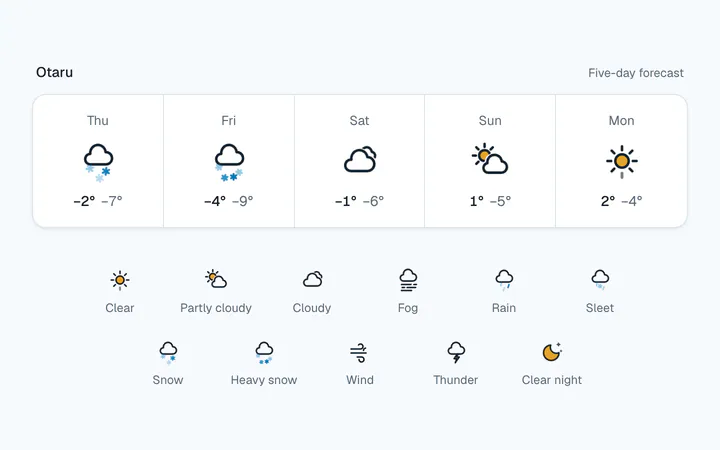 Otaru
Five-day forecast
Thu
Fri
Sat
Sun
Mon
−2° −7°
−4° −9°
−1° −6°
1° −5°
2° −4°
Clear
Partly cloudy
Cloudy
Fog
Rain
Sleet
Snow
Heavy snow
Wind
Thunder
Clear night